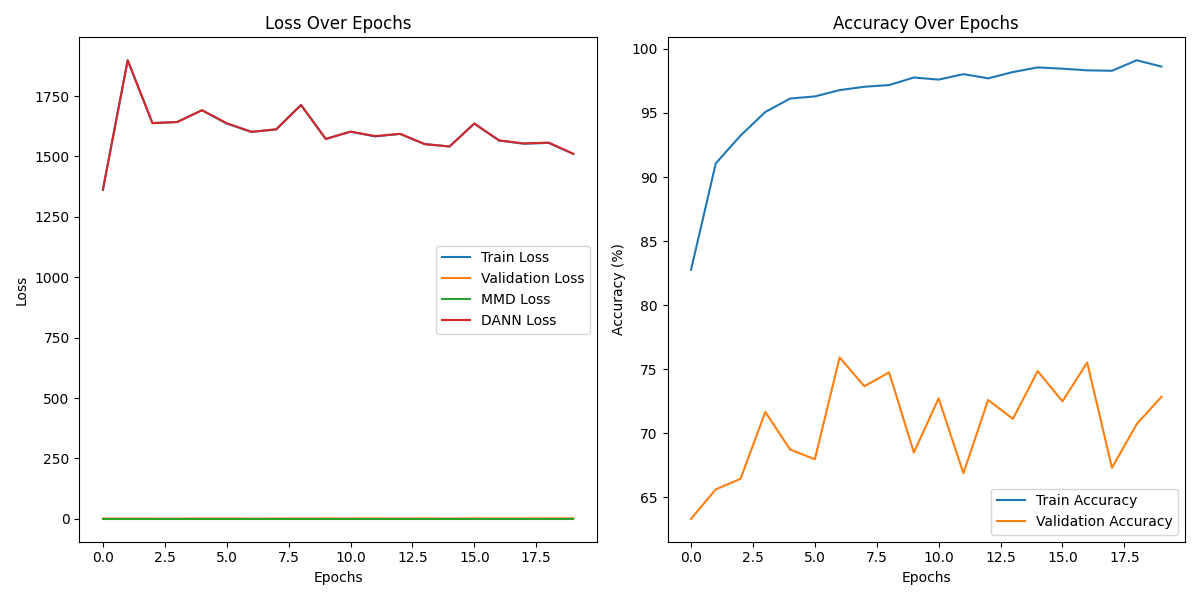 Loss Over Epochs
Loss
1750
1500
1250
1000
750
500
250
0
Train Loss
Validation Loss
MMD Loss
DANN Loss
0.0 2.5 5.0 7.5 10.0 12.5 15.0 17.5
Epochs
Accuracy Over Epochs
Accuracy (%)
100
95
90
85
80
75
70
65
Train Accuracy
Validation Accuracy
0.0 2.5 5.0 7.5 10.0 12.5 15.0 17.5
Epochs